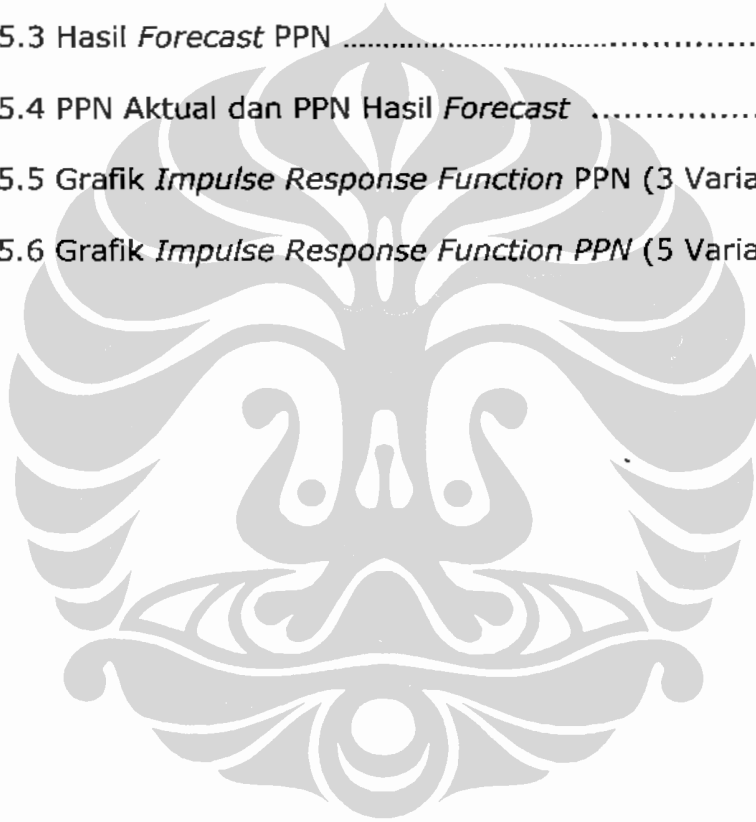 5.3 Hasil Forecast PPN ................................................
5.4 PPN Aktual dan PPN Hasil Forecast ................
5.5 Grafik Impulse Response Function PPN (3 Varia
5.6 Grafik Impulse Response Function PPN (5 Varia